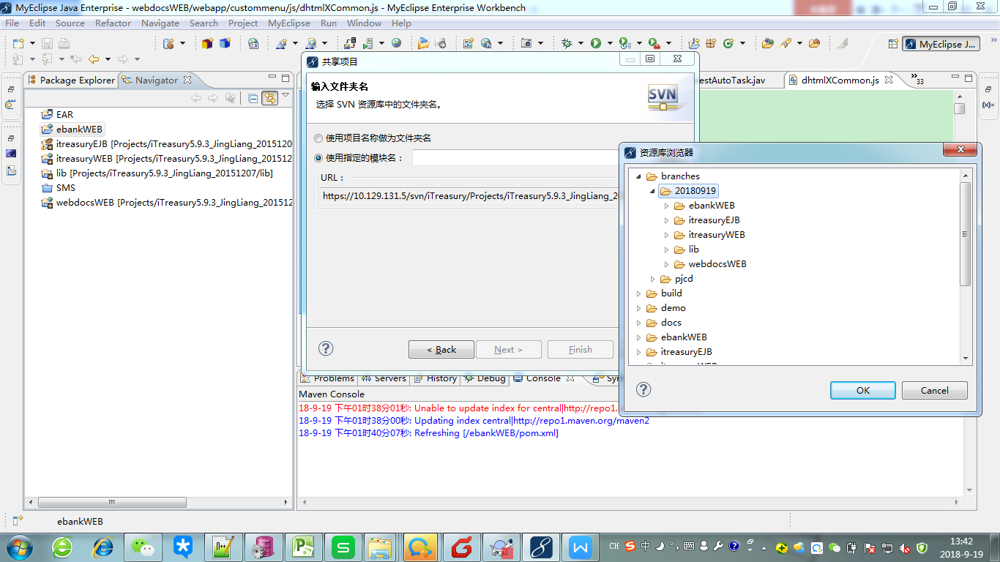 MyEclipse Java Enterprise - webdocsWEB/webapp/custommenu/js/dhtmlXCommon.js - MyEclipse Enterprise Workbench
File Edit Source Refactor Navigate Search Project MyEclipse Run Window Help
MyEclipse J...
Package Explorer
Navigator
EAR
ebankWEB
itreasuryEJB [Projects/iTreasury5.9.3_JingLiang_2015120
itreasuryWEB [Projects/iTreasury5.9.3_JingLiang_201512
lib [Projects/iTreasury5.9.3_JingLiang_20151207/lib]
SMS
webdocsWEB [Projects/iTreasury5.9.3_JingLiang_201512
estAutoTask.jav
dhtmlXCommon.js
33
(x)=
共享项目
输入文件夹名
选择 SVN 资源库中的文件夹名。
SVN
使用项目名称做为文件夹名
使用指定的模块名：
URL：
https://10.129.131.5/svn/iTreasury/Projects/iTreasury5.9.3_JingLiang_2
< Back
Next >
Finish
资源库浏览器
branches
20180919
ebankWEB
itreasuryEJB
itreasuryWEB
lib
webdocsWEB
pjcd
build
demo
docs
ebankWEB
itreasuryEJB
OK
Cancel
Problems
Servers
History
Debug
Console
Syn
Maven Console
18-9-19 下午01时38分01秒: Unable to update index for central|http://repo1.
18-9-19 下午01时38分00秒: Updating index central|http://repo1.maven.org/maven2
18-9-19 下午01时40分07秒: Refreshing [/ebankWEB/pom.xml]
ebankWEB
CH
中
13:42
2018-9-19